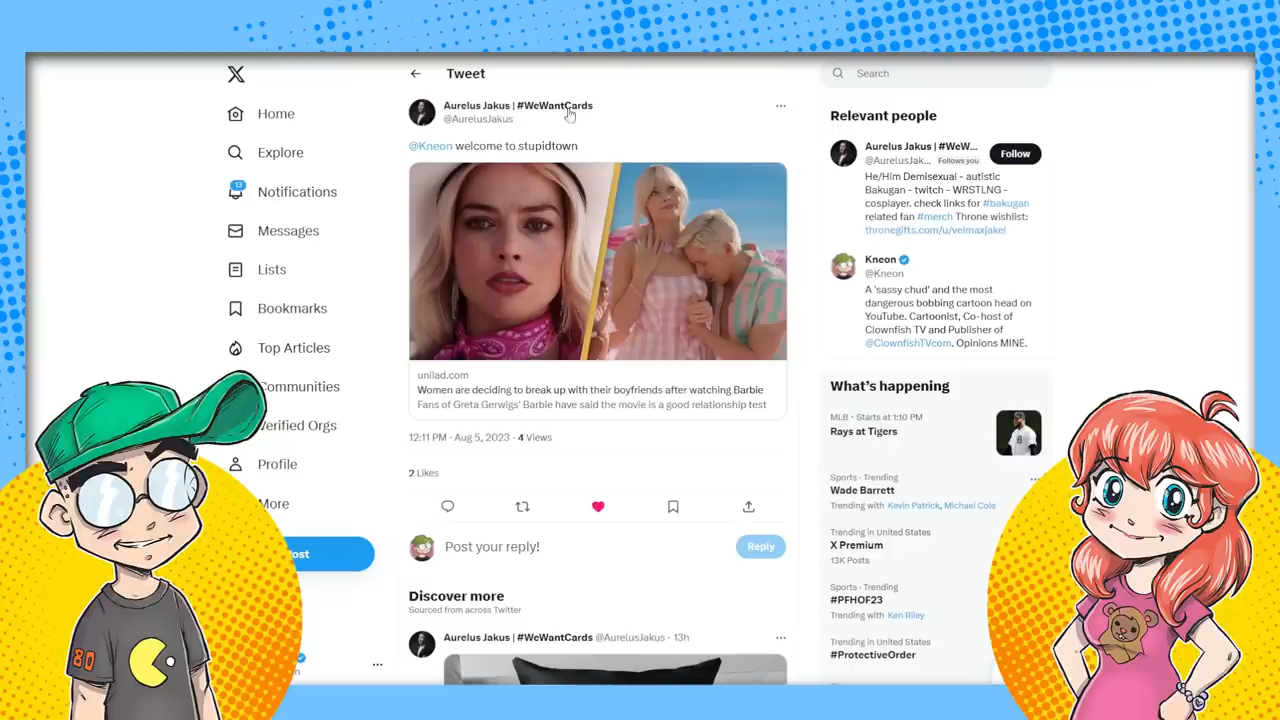 Home
Explore
13
Notifications
Messages
Lists
Bookmarks
Top Articles
Communities
Verified Orgs
Profile
More
Post
Tweet
Aurelus Jakus | #WeWantCards
@AurelusJakus
@Kneon welcome to stupidtown
unilad.com
Women are deciding to break up with their boyfriends after watching Barbie
Fans of Greta Gerwigs' Barbie have said the movie is a good relationship test
12:11 PM · Aug 5, 2023 · 4 Views
2 Likes
Post your reply!
Reply
Discover more
Sourced from across Twitter
Aurelus Jakus | #WeWantCards @AurelusJakus · 13h
Search
Relevant people
Aurelus Jakus | #WeW...
@AurelusJak... Follows you
Follow
He/Him Demisexual - autistic
Bakugan - twitch - WRSTLNG -
cosplayer. check links for #bakugan
related fan #merch Throne wishlist:
thronegifts.com/u/velmaxjakel
Kneon
@Kneon
A 'sassy chud' and the most
dangerous bobbing cartoon head on
YouTube. Cartoonist, Co-host of
Clownfish TV and Publisher of
@ClownfishTVcom. Opinions MINE.
What's happening
MLB · Starts at 1:10 PM
Rays at Tigers
Sports · Trending
Wade Barrett
Trending with Kevin Patrick, Michael Cole
Trending in United States
X Premium
13K Posts
Sports · Trending
#PFHOF23
Trending with Ken Riley
Trending in United States
#ProtectiveOrder
80